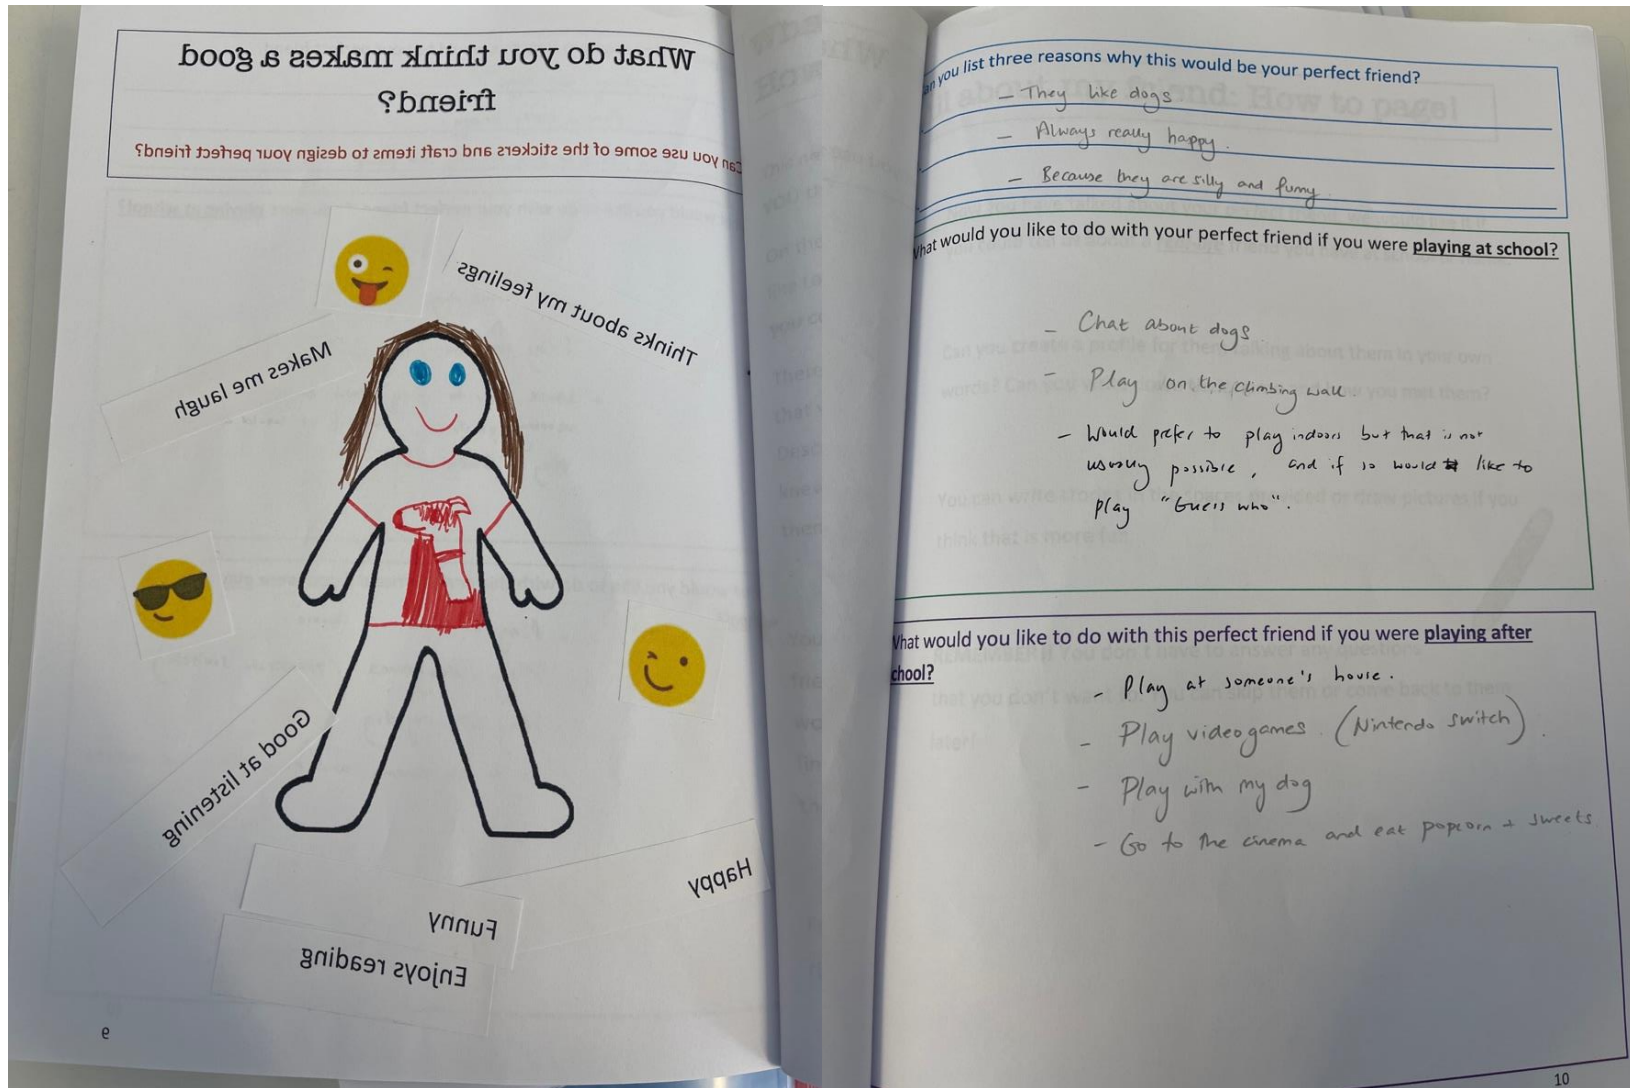 What do you think makes a good
friend?
Can you use some of the stickers and craft items to design your perfect friend?
Thinks about my feelings
Makes me laugh
Good at listening
Happy
Funny
Enjoys reading
9
an you list three reasons why this would be your perfect friend?
- They like dogs
- Always really happy.
- Because they are silly and funny.
What would you like to do with your perfect friend if you were playing at school?
- Chat about dogs.
- Play on the climbing wall.
- Would prefer to play indoors but that is not
usually possible, and if so would like to
play "Guess who".
What would you like to do with this perfect friend if you were playing after
chool?
- Play at someone's house.
- Play videogames. (Nintendo switch).
- Play with my dog
- Go to the cinema and eat popcorn + sweets
10